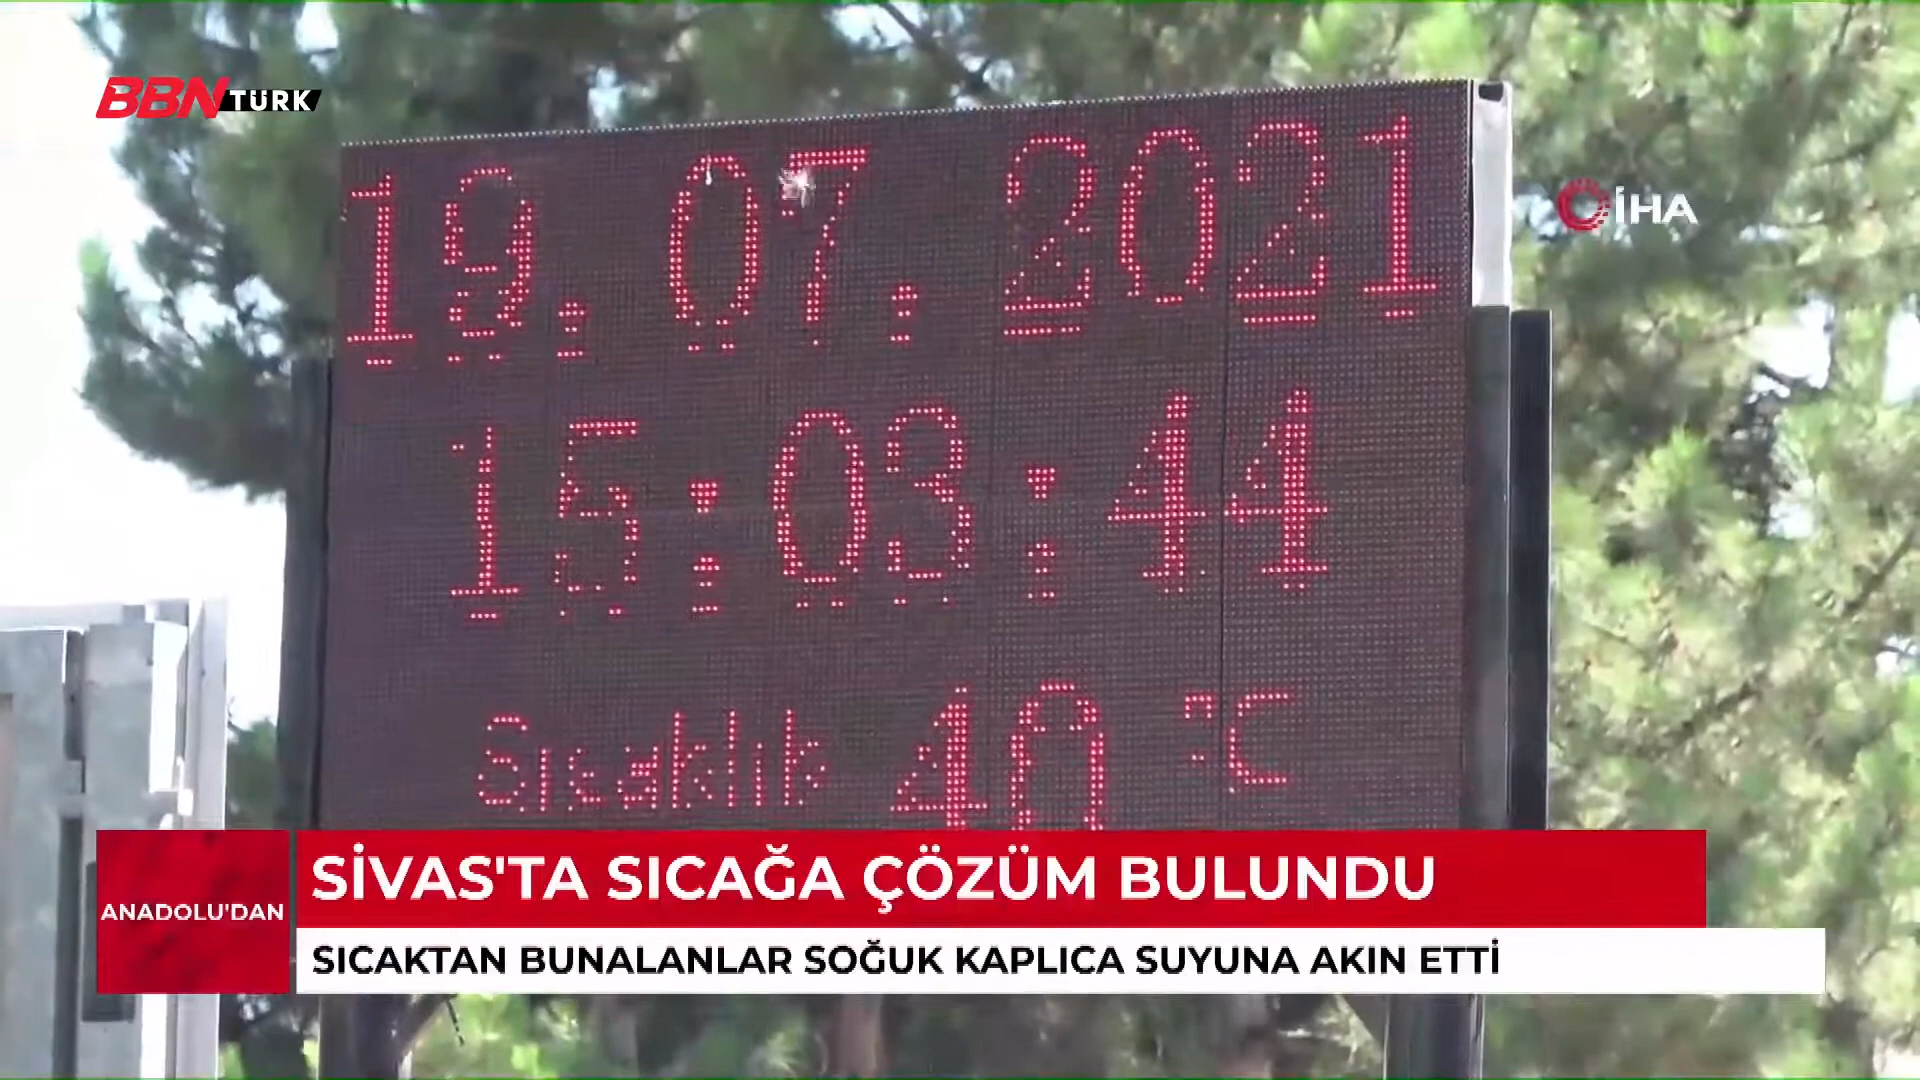 BBN TÜRK
19.07.2021
İHA
15:03:44
Sıcaklık 40 °C
SİVAS'TA SICAĞA ÇÖZÜM BULUNDU
ANADOLU'DAN
SICAKTAN BUNALANLAR SOĞUK KAPLICA SUYUNA AKIN ETTİ